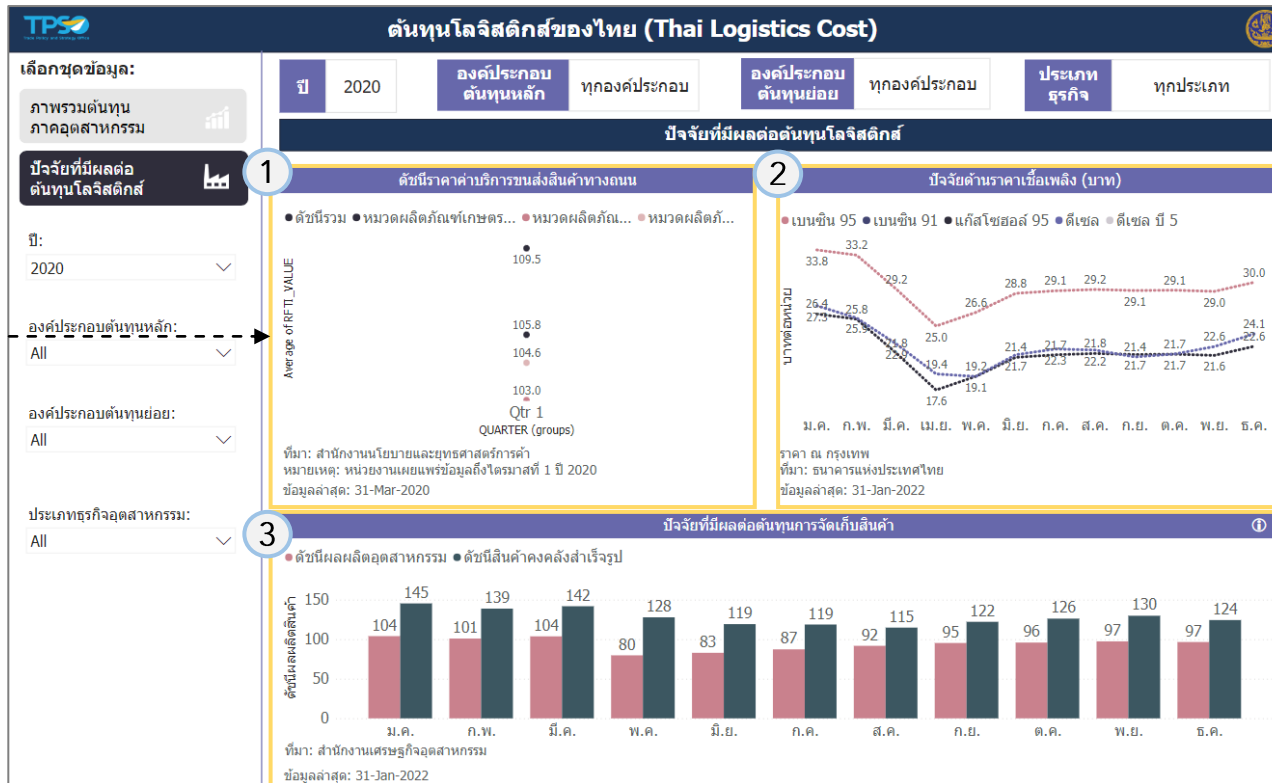 TPSO
Trade Policy and Strategy Office
ต้นทุนโลจิสติกส์ของไทย (Thai Logistics Cost)
เลือกชุดข้อมูล:
ภาพรวมต้นทุน
ภาคอุตสาหกรรม
ปัจจัยที่มีผลต่อ
ต้นทุนโลจิสติกส์
ปี:
2020
องค์ประกอบต้นทุนหลัก:
All
องค์ประกอบต้นทุนย่อย:
All
ประเภทธุรกิจอุตสาหกรรม:
All
ปี 2020
องค์ประกอบ
ต้นทุนหลัก
ทุกองค์ประกอบ
องค์ประกอบ
ต้นทุนย่อย
ทุกองค์ประกอบ
ประเภท
ธุรกิจ
ทุกประเภท
ปัจจัยที่มีผลต่อต้นทุนโลจิสติกส์
1
ดัชนีราคาค่าบริการขนส่งสินค้าทางถนน
ดัชนีรวม หมวดผลิตภัณฑ์เกษตร... หมวดผลิตภัณ... หมวดผลิตภั...
Average of RFTI_VALUE
109.5
105.8
104.6
103.0
Qtr 1
QUARTER (groups)
ที่มา: สำนักงานนโยบายและยุทธศาสตร์การค้า
หมายเหตุ: หน่วยงานเผยแพร่ข้อมูลถึงไตรมาสที่ 1 ปี 2020
ข้อมูลล่าสุด: 31-Mar-2020
2
ปัจจัยด้านราคาเชื้อเพลิง (บาท)
เบนซิน 95 เบนซิน 91 แก๊สโซฮอล์ 95 ดีเซล ดีเซล บี 5
บาทต่อหน่วย
33.8 33.2 29.2 25.0 26.6 28.8 29.1 29.2 29.1 29.1 29.0 30.0
26.4 25.8 21.8 19.4 19.2 21.4 21.7 21.8 21.4 21.7 22.6 24.1
27.3 25.9 22.9 17.6 19.1 21.7 22.3 22.2 21.7 21.7 21.6 22.6
ม.ค. ก.พ. มี.ค. เม.ย. พ.ค. มิ.ย. ก.ค. ส.ค. ก.ย. ต.ค. พ.ย. ธ.ค.
ราคา ณ กรุงเทพ
ที่มา: ธนาคารแห่งประเทศไทย
ข้อมูลล่าสุด: 31-Jan-2022
3
ปัจจัยที่มีผลต่อต้นทุนการจัดเก็บสินค้า
ดัชนีผลผลิตอุตสาหกรรม ดัชนีสินค้าคงคลังสำเร็จรูป
ดัชนีผลผลิตสินค้า
150
100
50
0
104 145 101 139 104 142 80 128 83 119 87 119 92 115 95 122 96 126 97 130 97 124
ม.ค. ก.พ. มี.ค. พ.ค. มิ.ย. ก.ค. ส.ค. ก.ย. ต.ค. พ.ย. ธ.ค.
ที่มา: สำนักงานเศรษฐกิจอุตสาหกรรม
ข้อมูลล่าสุด: 31-Jan-2022